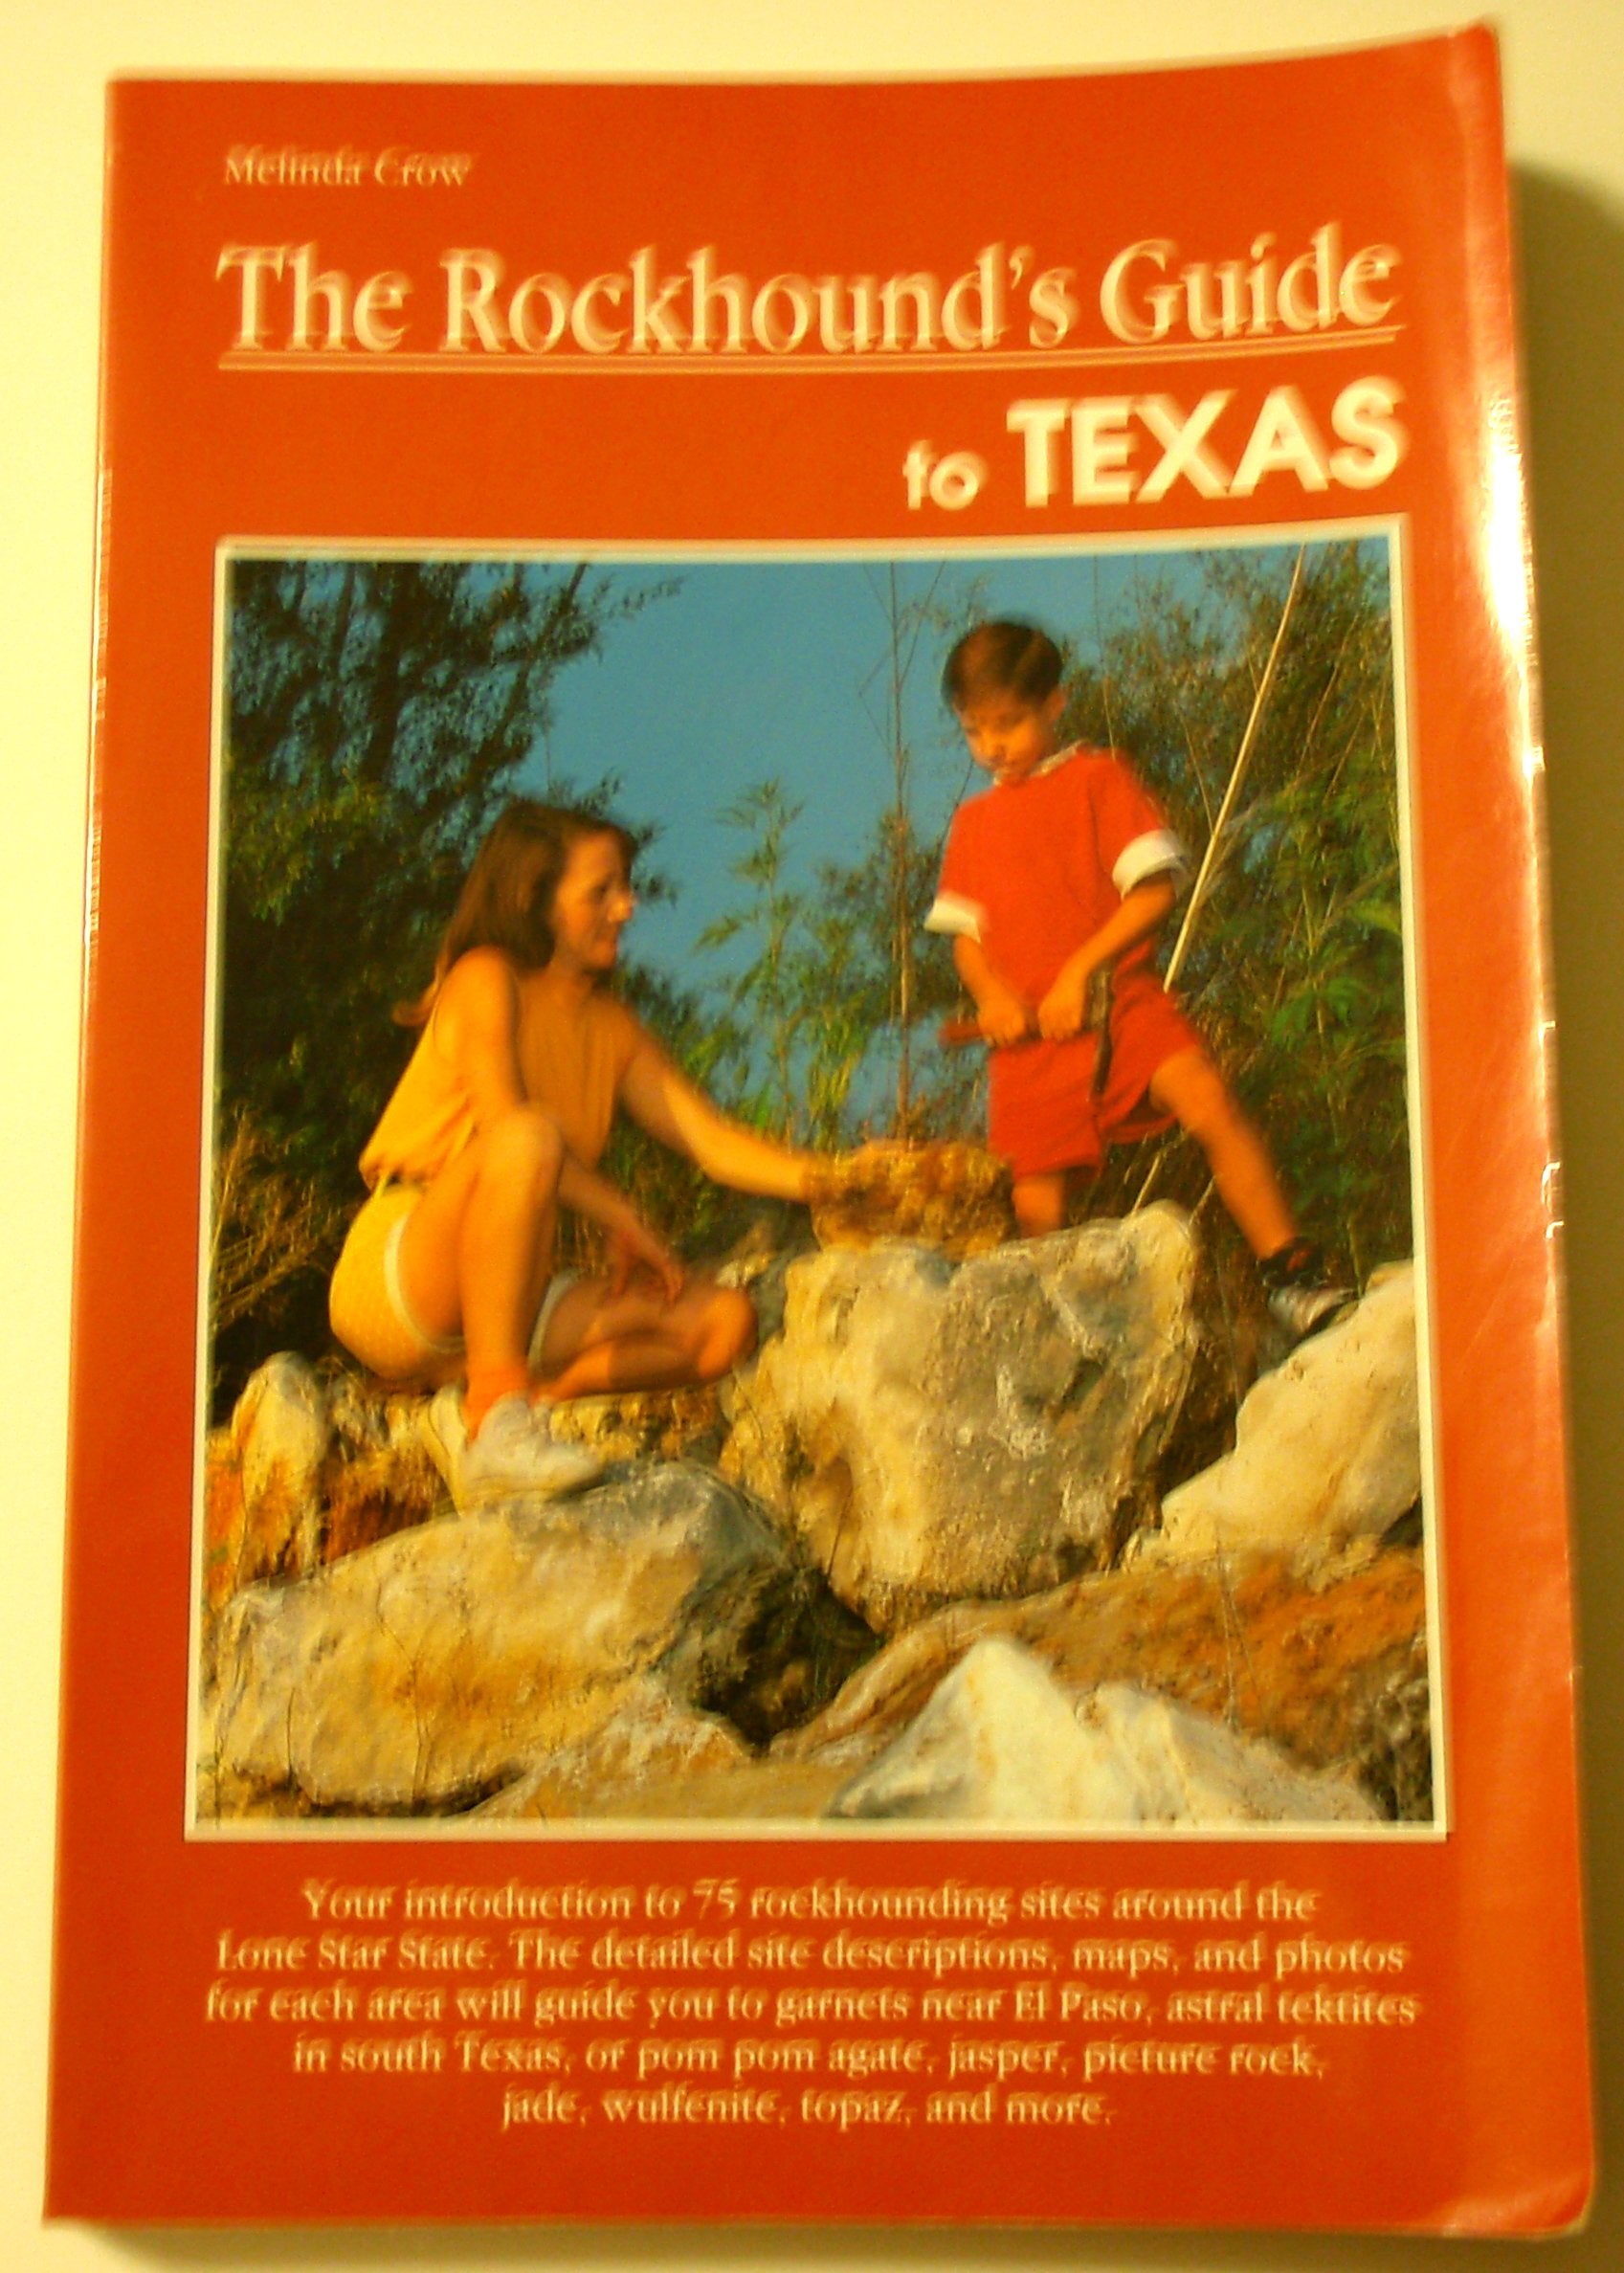 Melinda Crow
The Rockhound's Guide
to TEXAS
Your introduction to 75 rockhounding sites around the
Lone Star State. The detailed site descriptions, maps, and photos
for each area will guide you to garnets near El Paso, astral tektites
in south Texas, or pom pom agate, jasper, picture rock,
jade, wulfenite, topaz, and more.